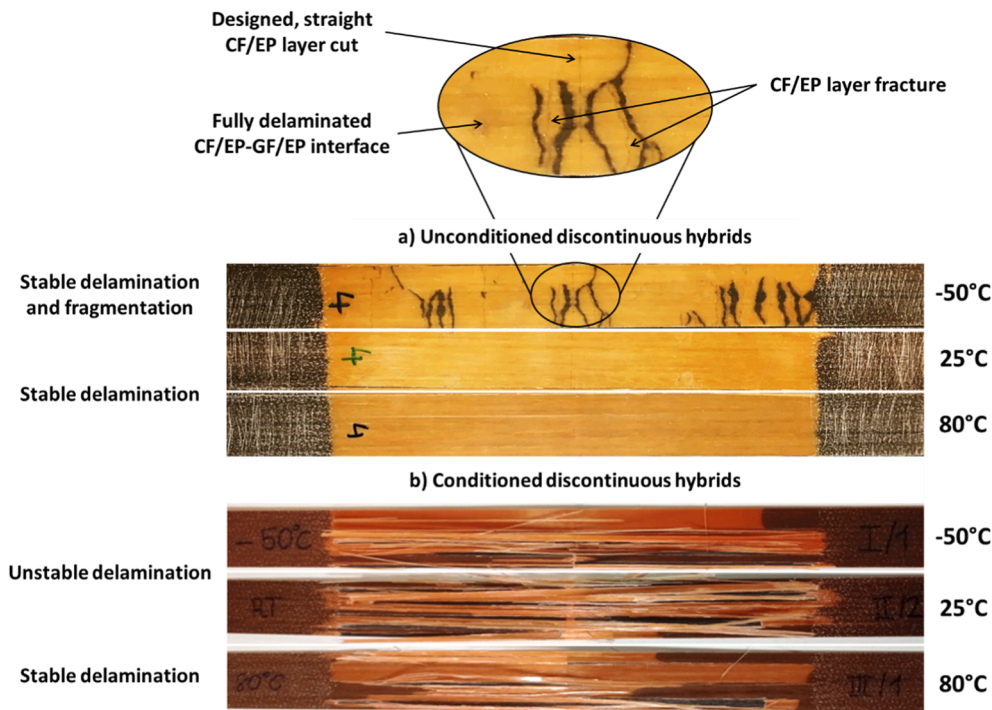 Designed, straight
CF/EP layer cut
CF/EP layer fracture
Fully delaminated
CF/EP-GF/EP interface
a) Unconditioned discontinuous hybrids
Stable delamination
and fragmentation
4
-50°C
4
25°C
Stable delamination
4
80°C
b) Conditioned discontinuous hybrids
- 50°C
I/1
-50°C
Unstable delamination
RT
II/2
25°C
Stable delamination
80°C
III/1
80°C